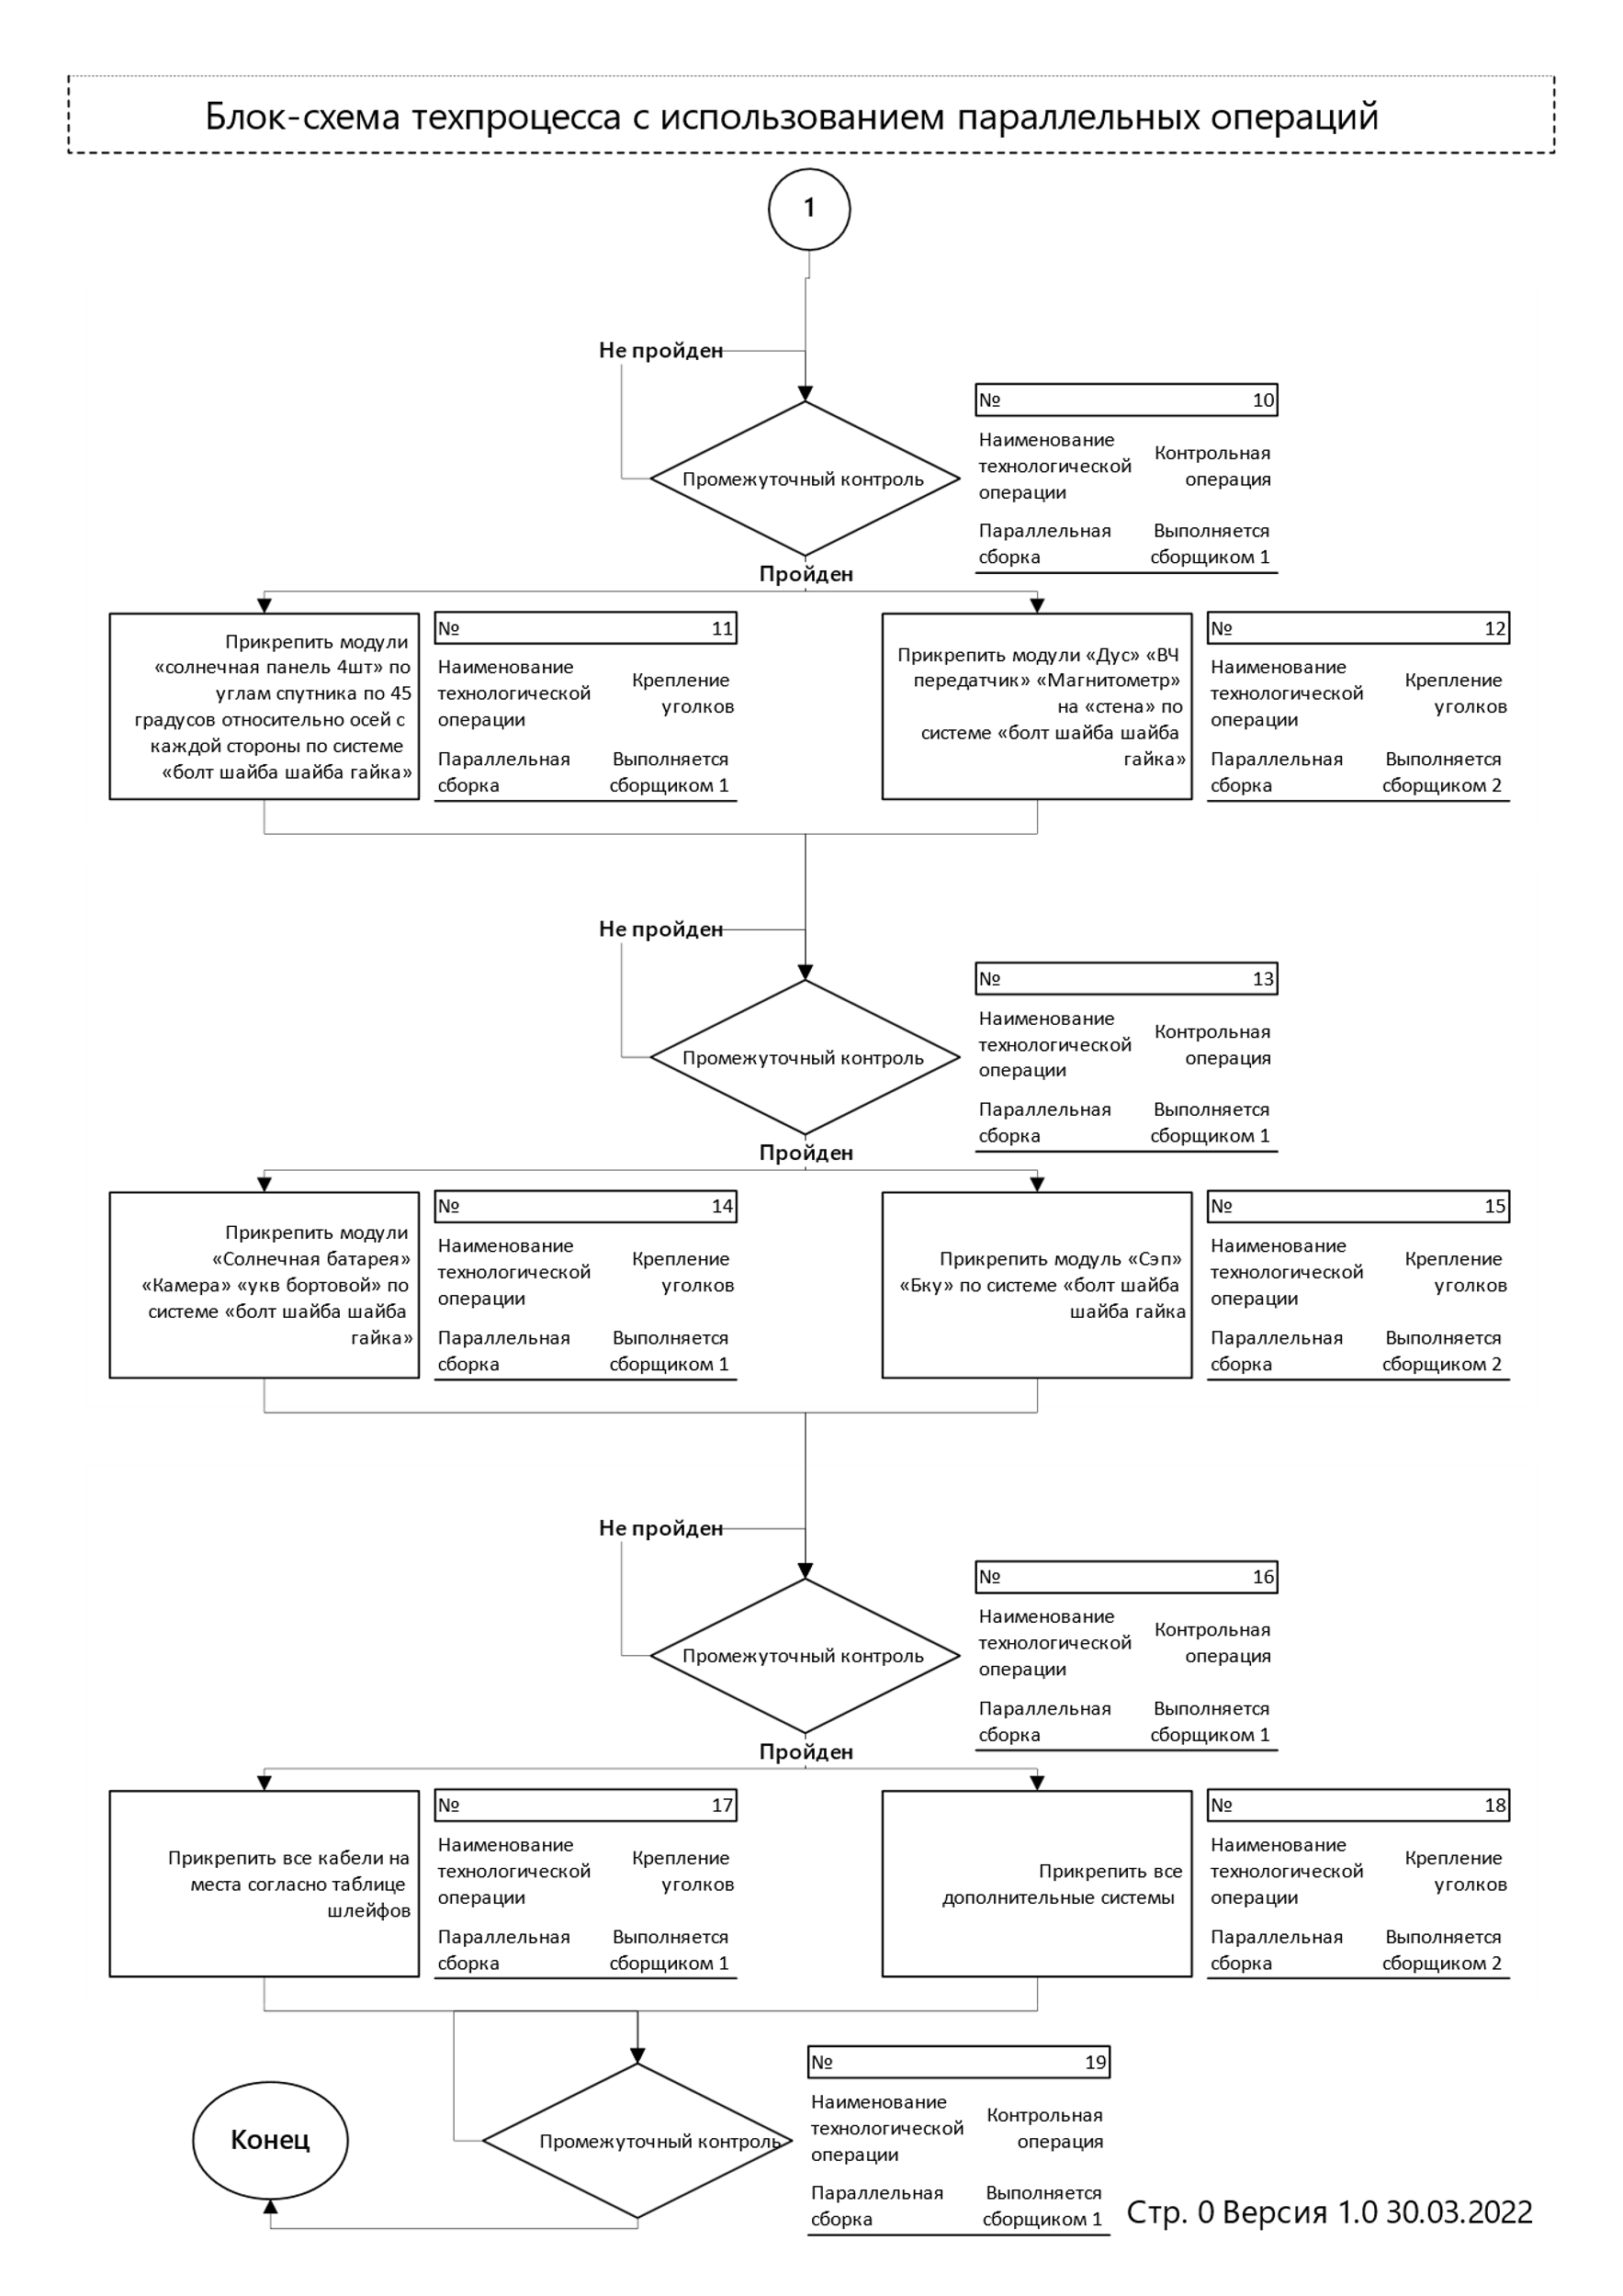 Блок-схема техпроцесса с использованием параллельных операций
1
Не пройден
Промежуточный контроль
№ 10
Наименование
технологической
операции
Контрольная
операция
Параллельная
сборка
Выполняется
сборщиком 1
Пройден
Прикрепить модули
«солнечная панель 4шт» по
углам спутника по 45
градусов относительно осей с
каждой стороны по системе
«болт шайба шайба гайка»
№ 11
Наименование
технологической
операции
Крепление
уголков
Параллельная
сборка
Выполняется
сборщиком 1
Прикрепить модули «Дус» «ВЧ
передатчик» «Магнитометр»
на «стена» по
системе «болт шайба шайба
гайка»
№ 12
Наименование
технологической
операции
Крепление
уголков
Параллельная
сборка
Выполняется
сборщиком 2
Не пройден
Промежуточный контроль
№ 13
Наименование
технологической
операции
Контрольная
операция
Параллельная
сборка
Выполняется
сборщиком 1
Пройден
Прикрепить модули
«Солнечная батарея»
«Камера» «укв бортовой» по
системе «болт шайба шайба
гайка»
№ 14
Наименование
технологической
операции
Крепление
уголков
Параллельная
сборка
Выполняется
сборщиком 1
Прикрепить модуль «Сэп»
«Бку» по системе «болт шайба
шайба гайка
№ 15
Наименование
технологической
операции
Крепление
уголков
Параллельная
сборка
Выполняется
сборщиком 2
Не пройден
Промежуточный контроль
№ 16
Наименование
технологической
операции
Контрольная
операция
Параллельная
сборка
Выполняется
сборщиком 1
Пройден
Прикрепить все кабели на
места согласно таблице
шлейфов
№ 17
Наименование
технологической
операции
Крепление
уголков
Параллельная
сборка
Выполняется
сборщиком 1
Прикрепить все
дополнительные системы
№ 18
Наименование
технологической
операции
Крепление
уголков
Параллельная
сборка
Выполняется
сборщиком 2
Конец
Промежуточный контроль
№ 19
Наименование
технологической
операции
Контрольная
операция
Параллельная
сборка
Выполняется
сборщиком 1
Стр. 0 Версия 1.0 30.03.2022